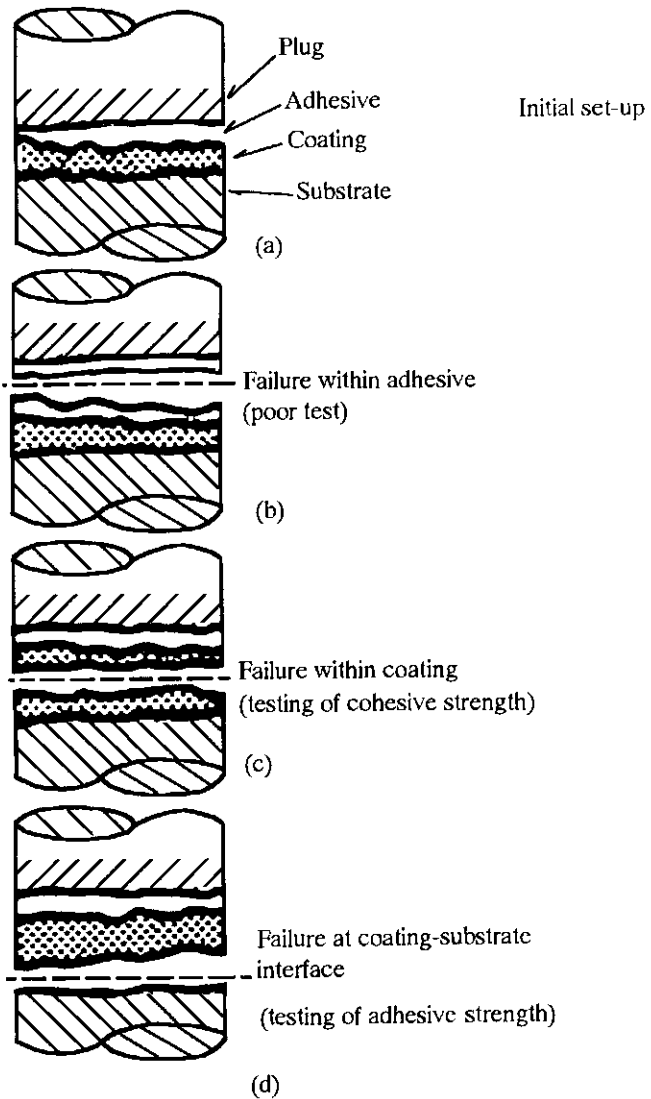 Plug
Adhesive
Initial set-up
Coating
Substrate
(a)
Failure within adhesive
(poor test)
(b)
Failure within coating
(testing of cohesive strength)
(c)
Failure at coating-substrate
interface
(testing of adhesive strength)
(d)